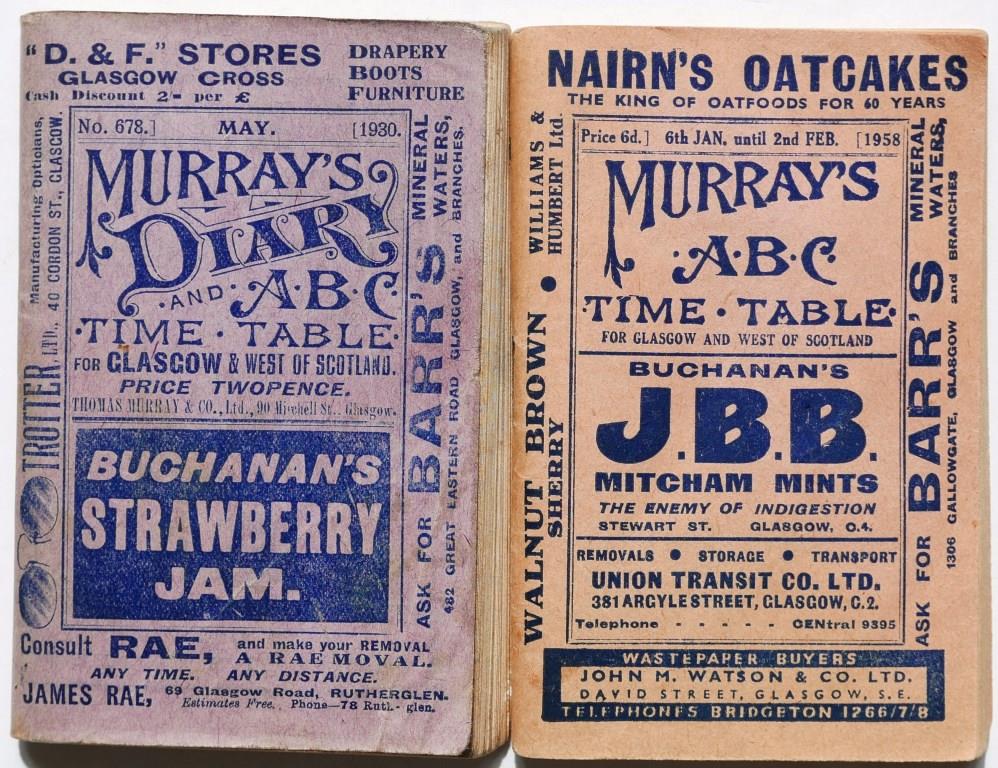 "D. & F." STORES
GLASGOW CROSS
Cash Discount 2/- per £
DRAPERY
BOOTS
FURNITURE
No. 678.] MAY. [1930.
MURRAY'S
DIARY
·AND·A·B·C·
·TIME·TABLE·
FOR GLASGOW & WEST OF SCOTLAND.
PRICE TWOPENCE.
THOMAS MURRAY & CO., Ltd., 90 Mitchell St., Glasgow.
BUCHANAN'S
STRAWBERRY
JAM.
TROTTER, LTD., 40 CORDON ST., GLASGOW.
Manufacturing Opticians,
ASK FOR BARR'S MINERAL WATERS,
482 GREAT EASTERN ROAD GLASGOW, and BRANCHES.
Consult RAE, and make your REMOVAL
A RAEMOVAL.
ANY TIME. ANY DISTANCE.
JAMES RAE, 69 Glasgow Road, RUTHERGLEN.
Estimates Free. Phone—78 Ruth.-glen.
NAIRN'S OATCAKES
THE KING OF OATFOODS FOR 60 YEARS
Price 6d.] 6th JAN. until 2nd FEB. [1958
MURRAY'S
·A·B·C·
·TIME·TABLE·
FOR GLASGOW AND WEST OF SCOTLAND
BUCHANAN'S
J.B.B.
MITCHAM MINTS
THE ENEMY OF INDIGESTION
STEWART ST. GLASGOW, C.4.
REMOVALS ● STORAGE ● TRANSPORT
UNION TRANSIT CO. LTD.
381 ARGYLE STREET, GLASGOW, C.2.
Telephone - - - - - CENtral 9395
WALNUT BROWN SHERRY ● WILLIAMS & HUMBERT Ltd.
ASK FOR BARR'S MINERAL WATERS,
1306 GALLOWGATE, GLASGOW and BRANCHES
WASTEPAPER BUYERS
JOHN M. WATSON & CO. LTD.
DAVID STREET, GLASGOW, S.E.
TELEPHONES BRIDGETON 1266/7/8